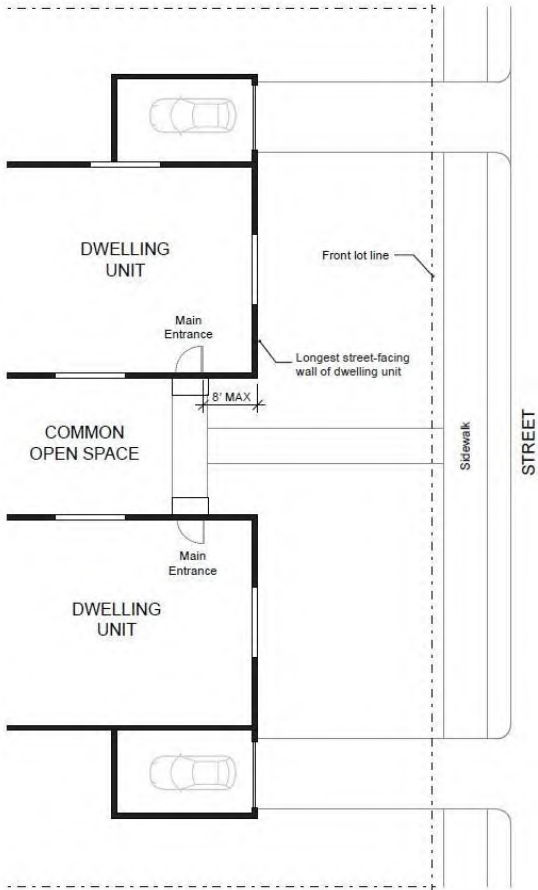 DWELLING
UNIT
Front lot line
Main
Entrance
Longest street-facing
wall of dwelling unit
8' MAX
COMMON
OPEN SPACE
Sidewalk
STREET
Main
Entrance
DWELLING
UNIT